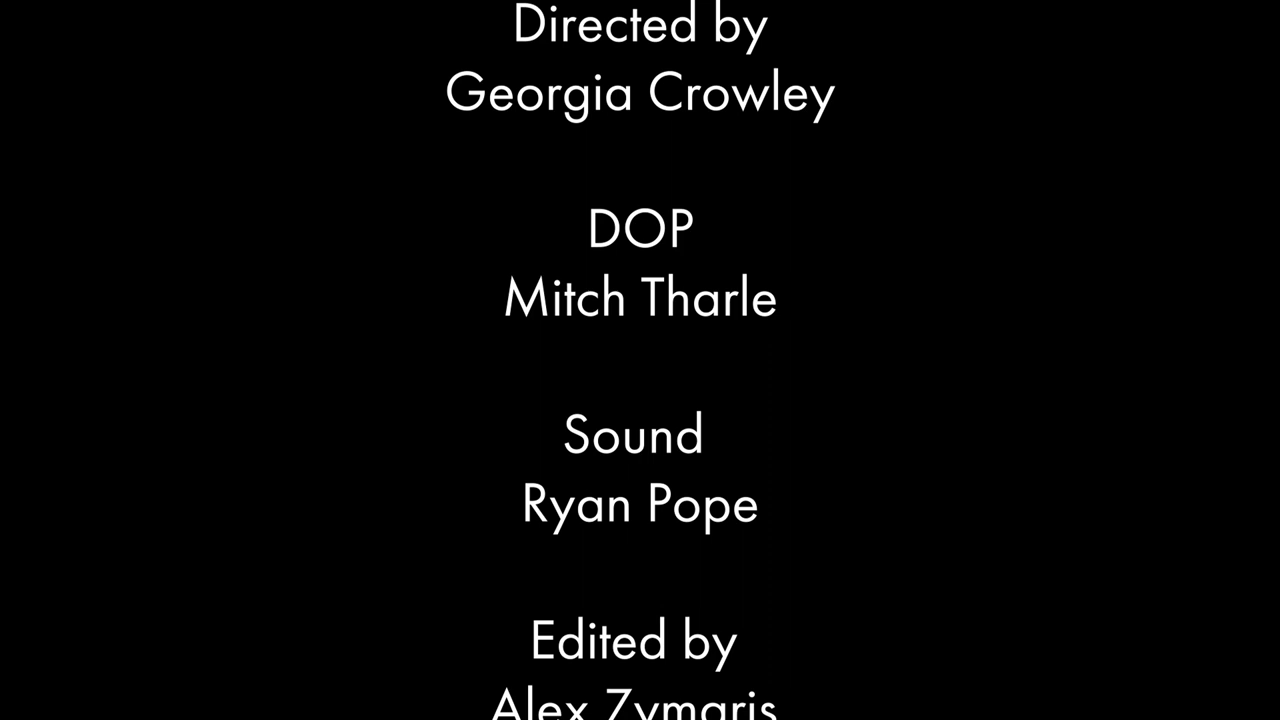 Directed by
Georgia Crowley
DOP
Mitch Tharle
Sound
Ryan Pope
Edited by
Alex Zymaris